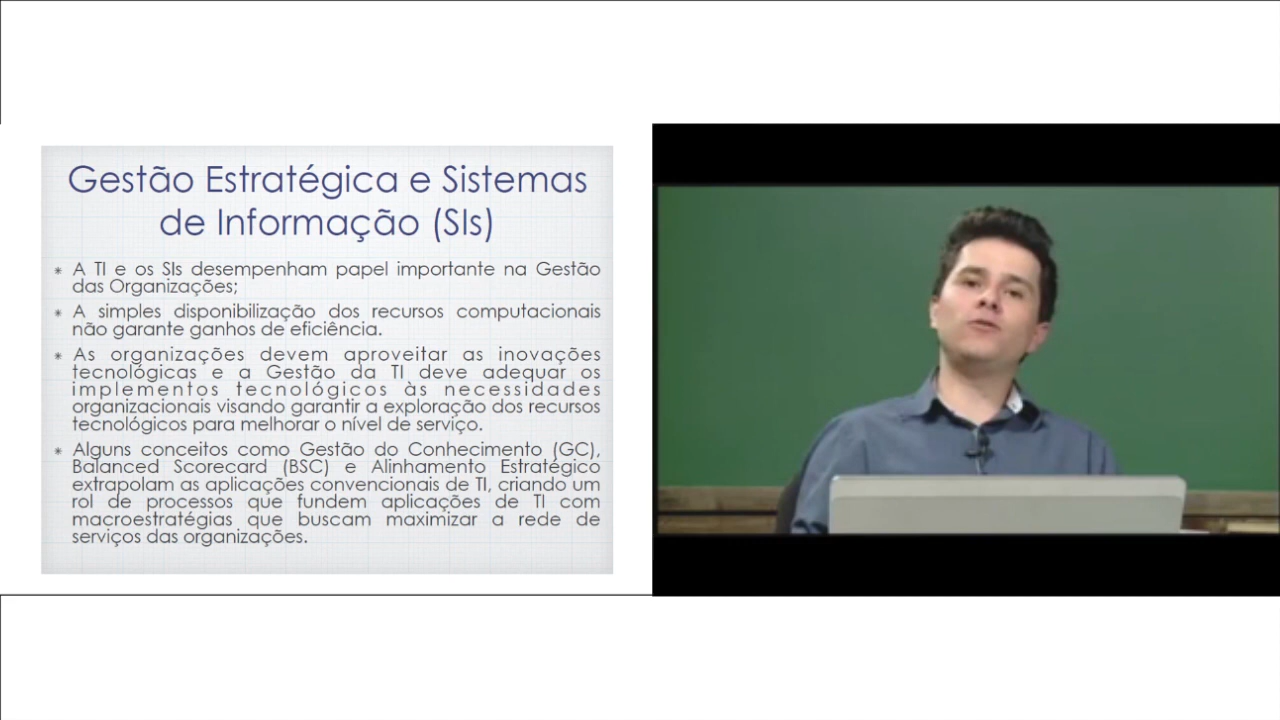 Gestão Estratégica e Sistemas
de Informação (SIs)
* A TI e os SIs desempenham papel importante na Gestão
das Organizações;
* A simples disponibilização dos recursos computacionais
não garante ganhos de eficiência.
* As organizações devem aproveitar as inovações
tecnológicas e a Gestão da TI deve adequar os
implementos tecnológicos às necessidades
organizacionais visando garantir a exploração dos recursos
tecnológicos para melhorar o nível de serviço.
* Alguns conceitos como Gestão do Conhecimento (GC),
Balanced Scorecard (BSC) e Alinhamento Estratégico
extrapolam as aplicações convencionais de TI, criando um
rol de processos que fundem aplicações de TI com
macroestratégias que buscam maximizar a rede de
serviços das organizações.